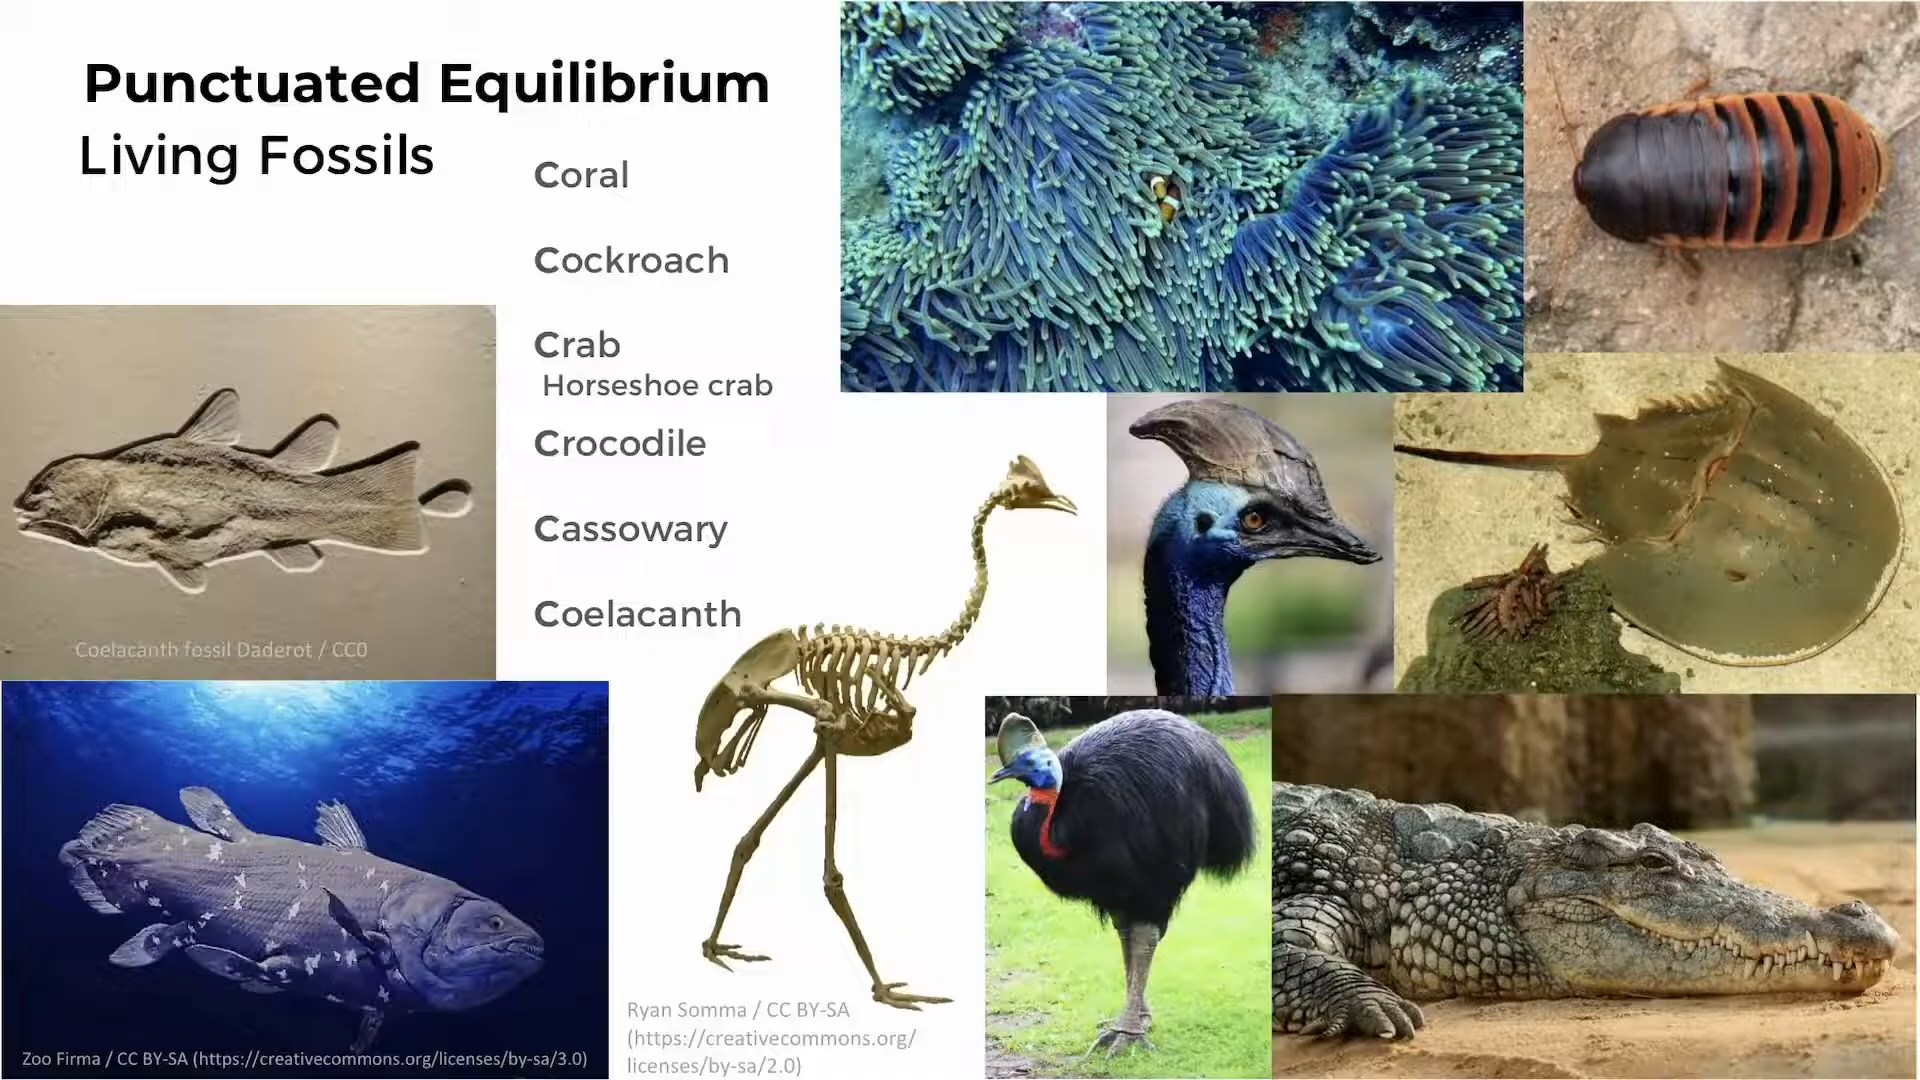 Punctuated Equilibrium
Living Fossils
Coral
Cockroach
Crab
Horseshoe crab
Crocodile
Cassowary
Coelacanth
Coelacanth fossil Daderot / CC0
Zoo Firma / CC BY-SA (https://creativecommons.org/licenses/by-sa/3.0)
Ryan Somma / CC BY-SA
(https://creativecommons.org/
licenses/by-sa/2.0)